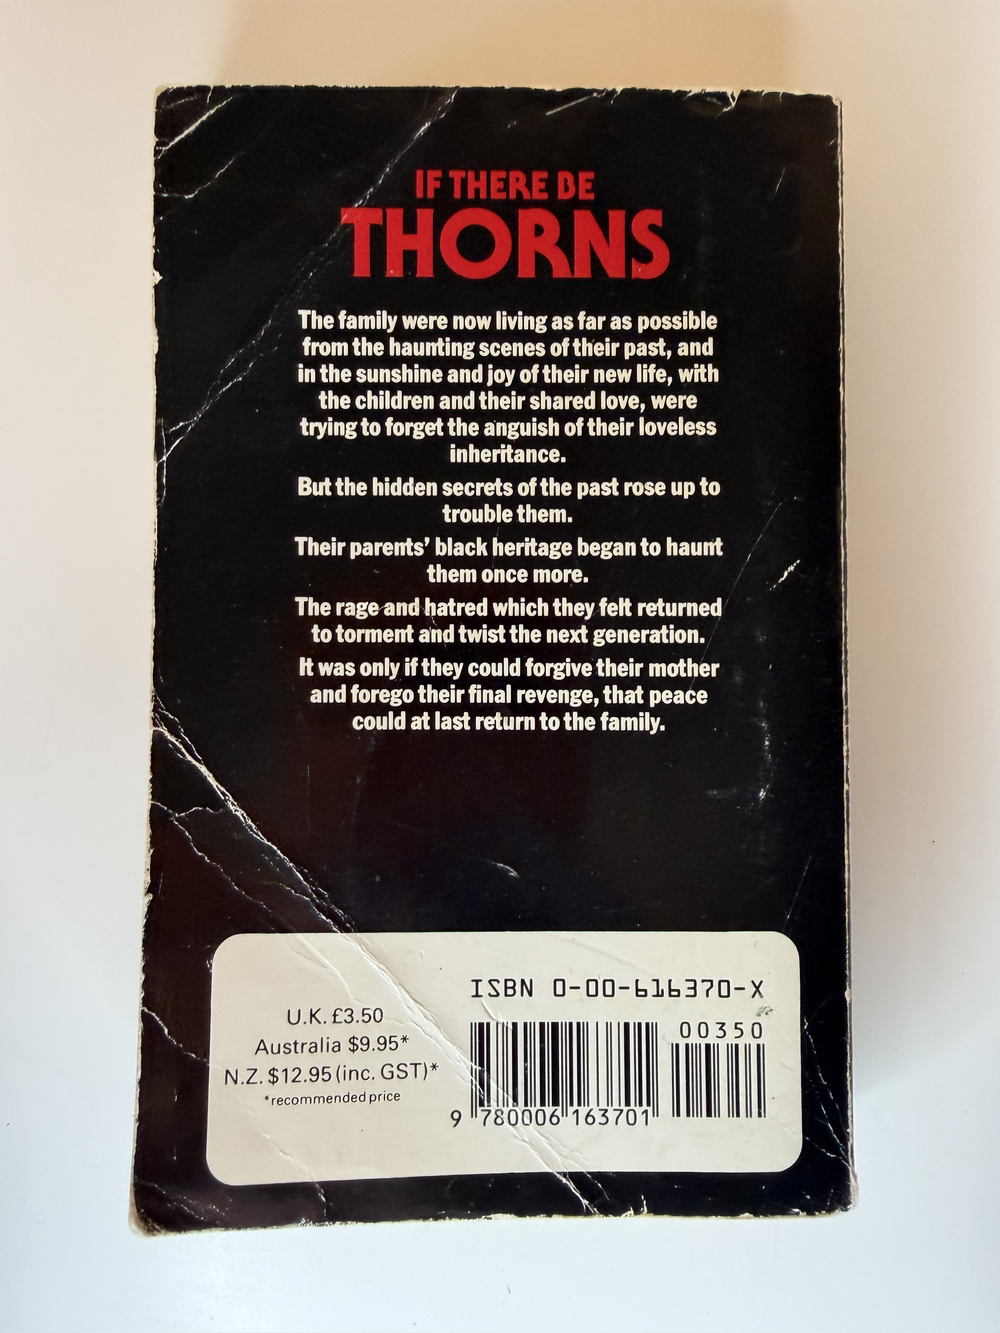 IF THERE BE
THORNS
The family were now living as far as possible
from the haunting scenes of their past, and
in the sunshine and joy of their new life, with
the children and their shared love, were
trying to forget the anguish of their loveless
inheritance.
But the hidden secrets of the past rose up to
trouble them.
Their parents' black heritage began to haunt
them once more.
The rage and hatred which they felt returned
to torment and twist the next generation.
It was only if they could forgive their mother
and forego their final revenge, that peace
could at last return to the family.
U.K. £3.50
Australia $9.95*
N.Z. $12.95 (inc. GST)*
*recommended price
ISBN 0-00-616370-X
00350
9 780006 163701